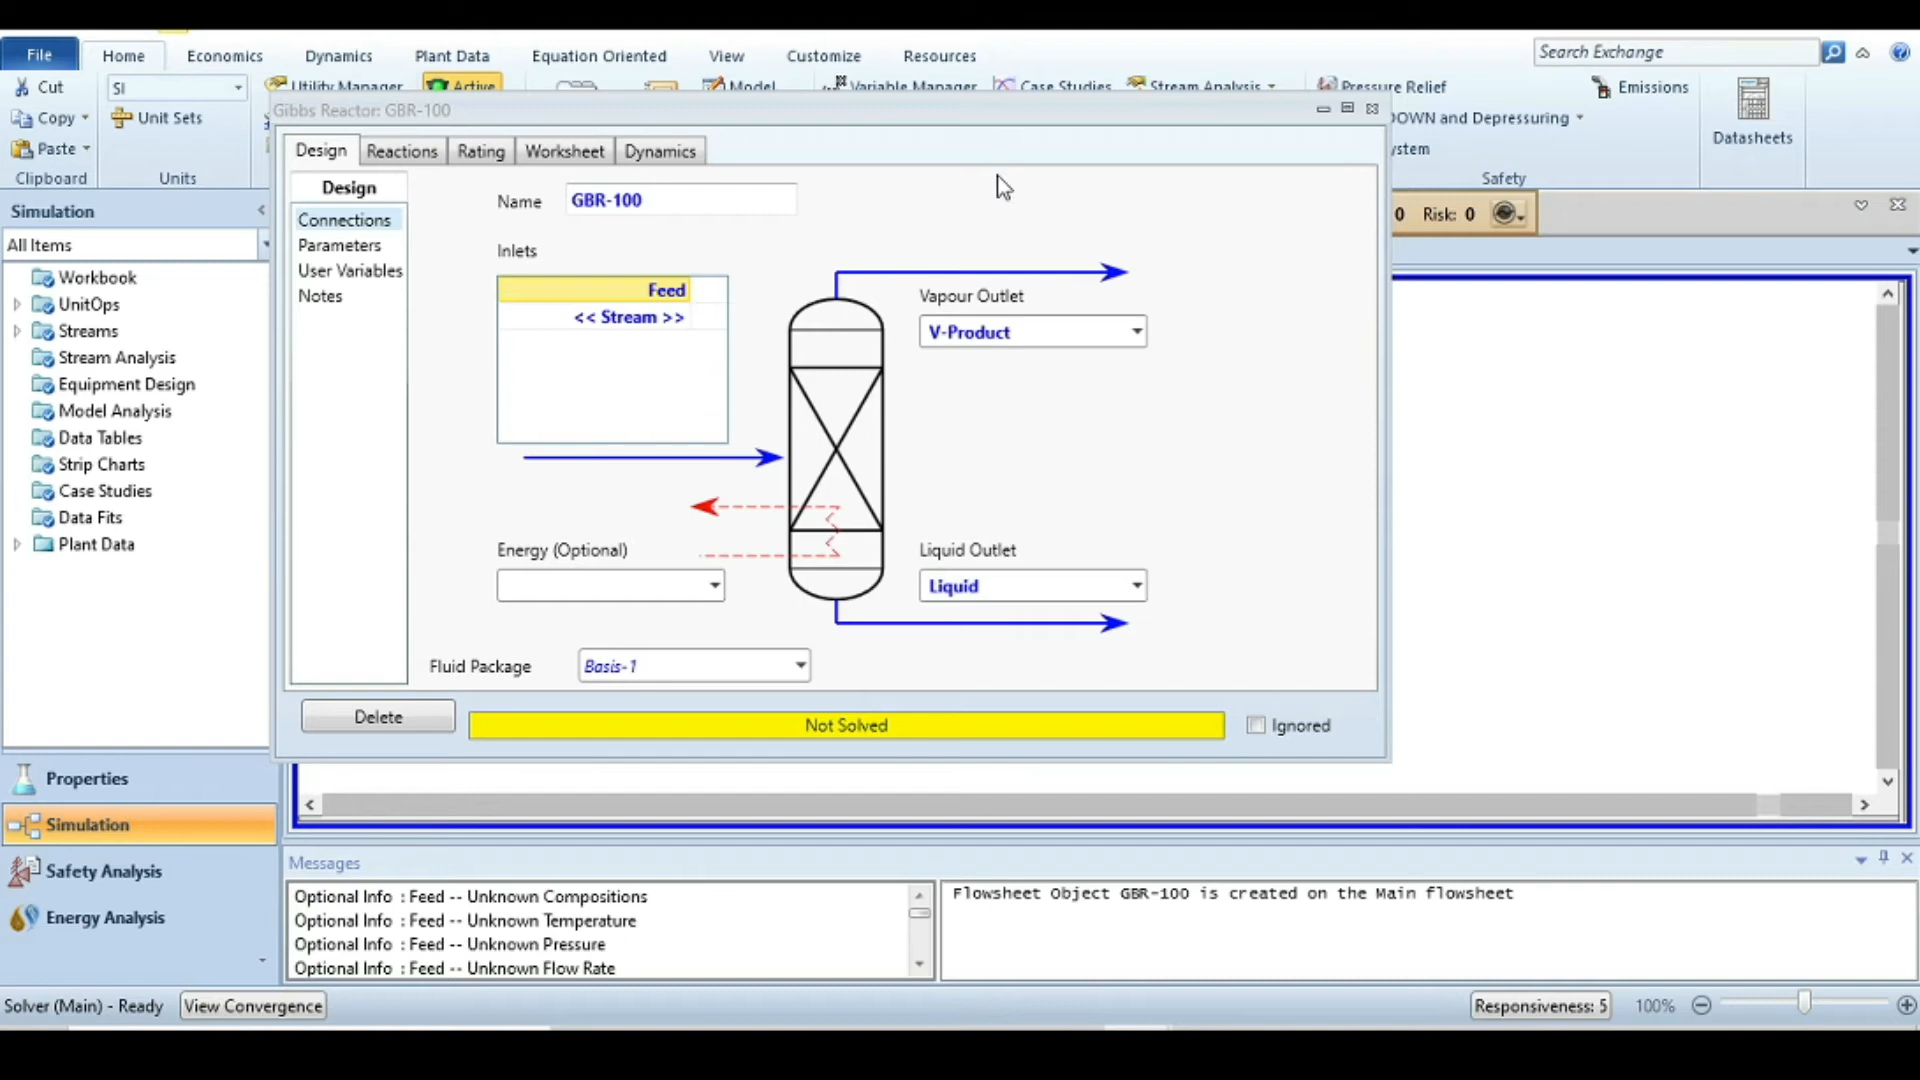 File Home Economics Dynamics Plant Data Equation Oriented View Customize Resources Search Exchange
Cut SI Utility Manager Active Model Variable Manager Case Studies Stream Analysis Pressure Relief Emissions
Copy Unit Sets DOWN and Depressuring
Paste Datasheets
Clipboard Units Safety
Gibbs Reactor: GBR-100
Design Reactions Rating Worksheet Dynamics
Simulation
All Items
Workbook
UnitOps
Streams
Stream Analysis
Equipment Design
Model Analysis
Data Tables
Strip Charts
Case Studies
Data Fits
Plant Data
Design
Connections
Parameters
User Variables
Notes
Name GBR-100
Inlets
Feed
<< Stream >>
Vapour Outlet
V-Product
Energy (Optional)
Liquid Outlet
Liquid
Fluid Package Basis-1
Delete Not Solved Ignored
0 Risk: 0
Properties
Simulation
Safety Analysis
Energy Analysis
Messages
Optional Info : Feed -- Unknown Compositions
Optional Info : Feed -- Unknown Temperature
Optional Info : Feed -- Unknown Pressure
Optional Info : Feed -- Unknown Flow Rate
Flowsheet Object GBR-100 is created on the Main flowsheet
Solver (Main) - Ready View Convergence Responsiveness: 5 100%